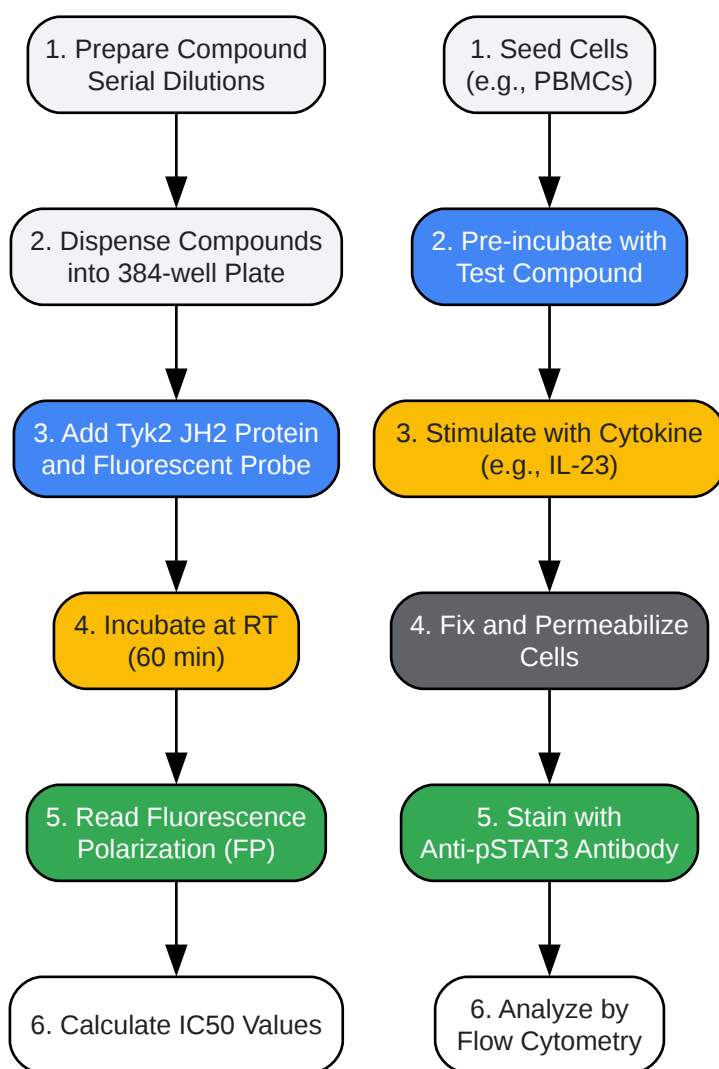 1. Prepare Compound
Serial Dilutions
2. Dispense Compounds
into 384-well Plate
3. Add Tyk2 JH2 Protein
and Fluorescent Probe
4. Incubate at RT
(60 min)
5. Read Fluorescence
Polarization (FP)
6. Calculate IC50 Values
1. Seed Cells
(e.g., PBMCs)
2. Pre-incubate with
Test Compound
3. Stimulate with Cytokine
(e.g., IL-23)
4. Fix and Permeabilize
Cells
5. Stain with
Anti-pSTAT3 Antibody
6. Analyze by
Flow Cytometry